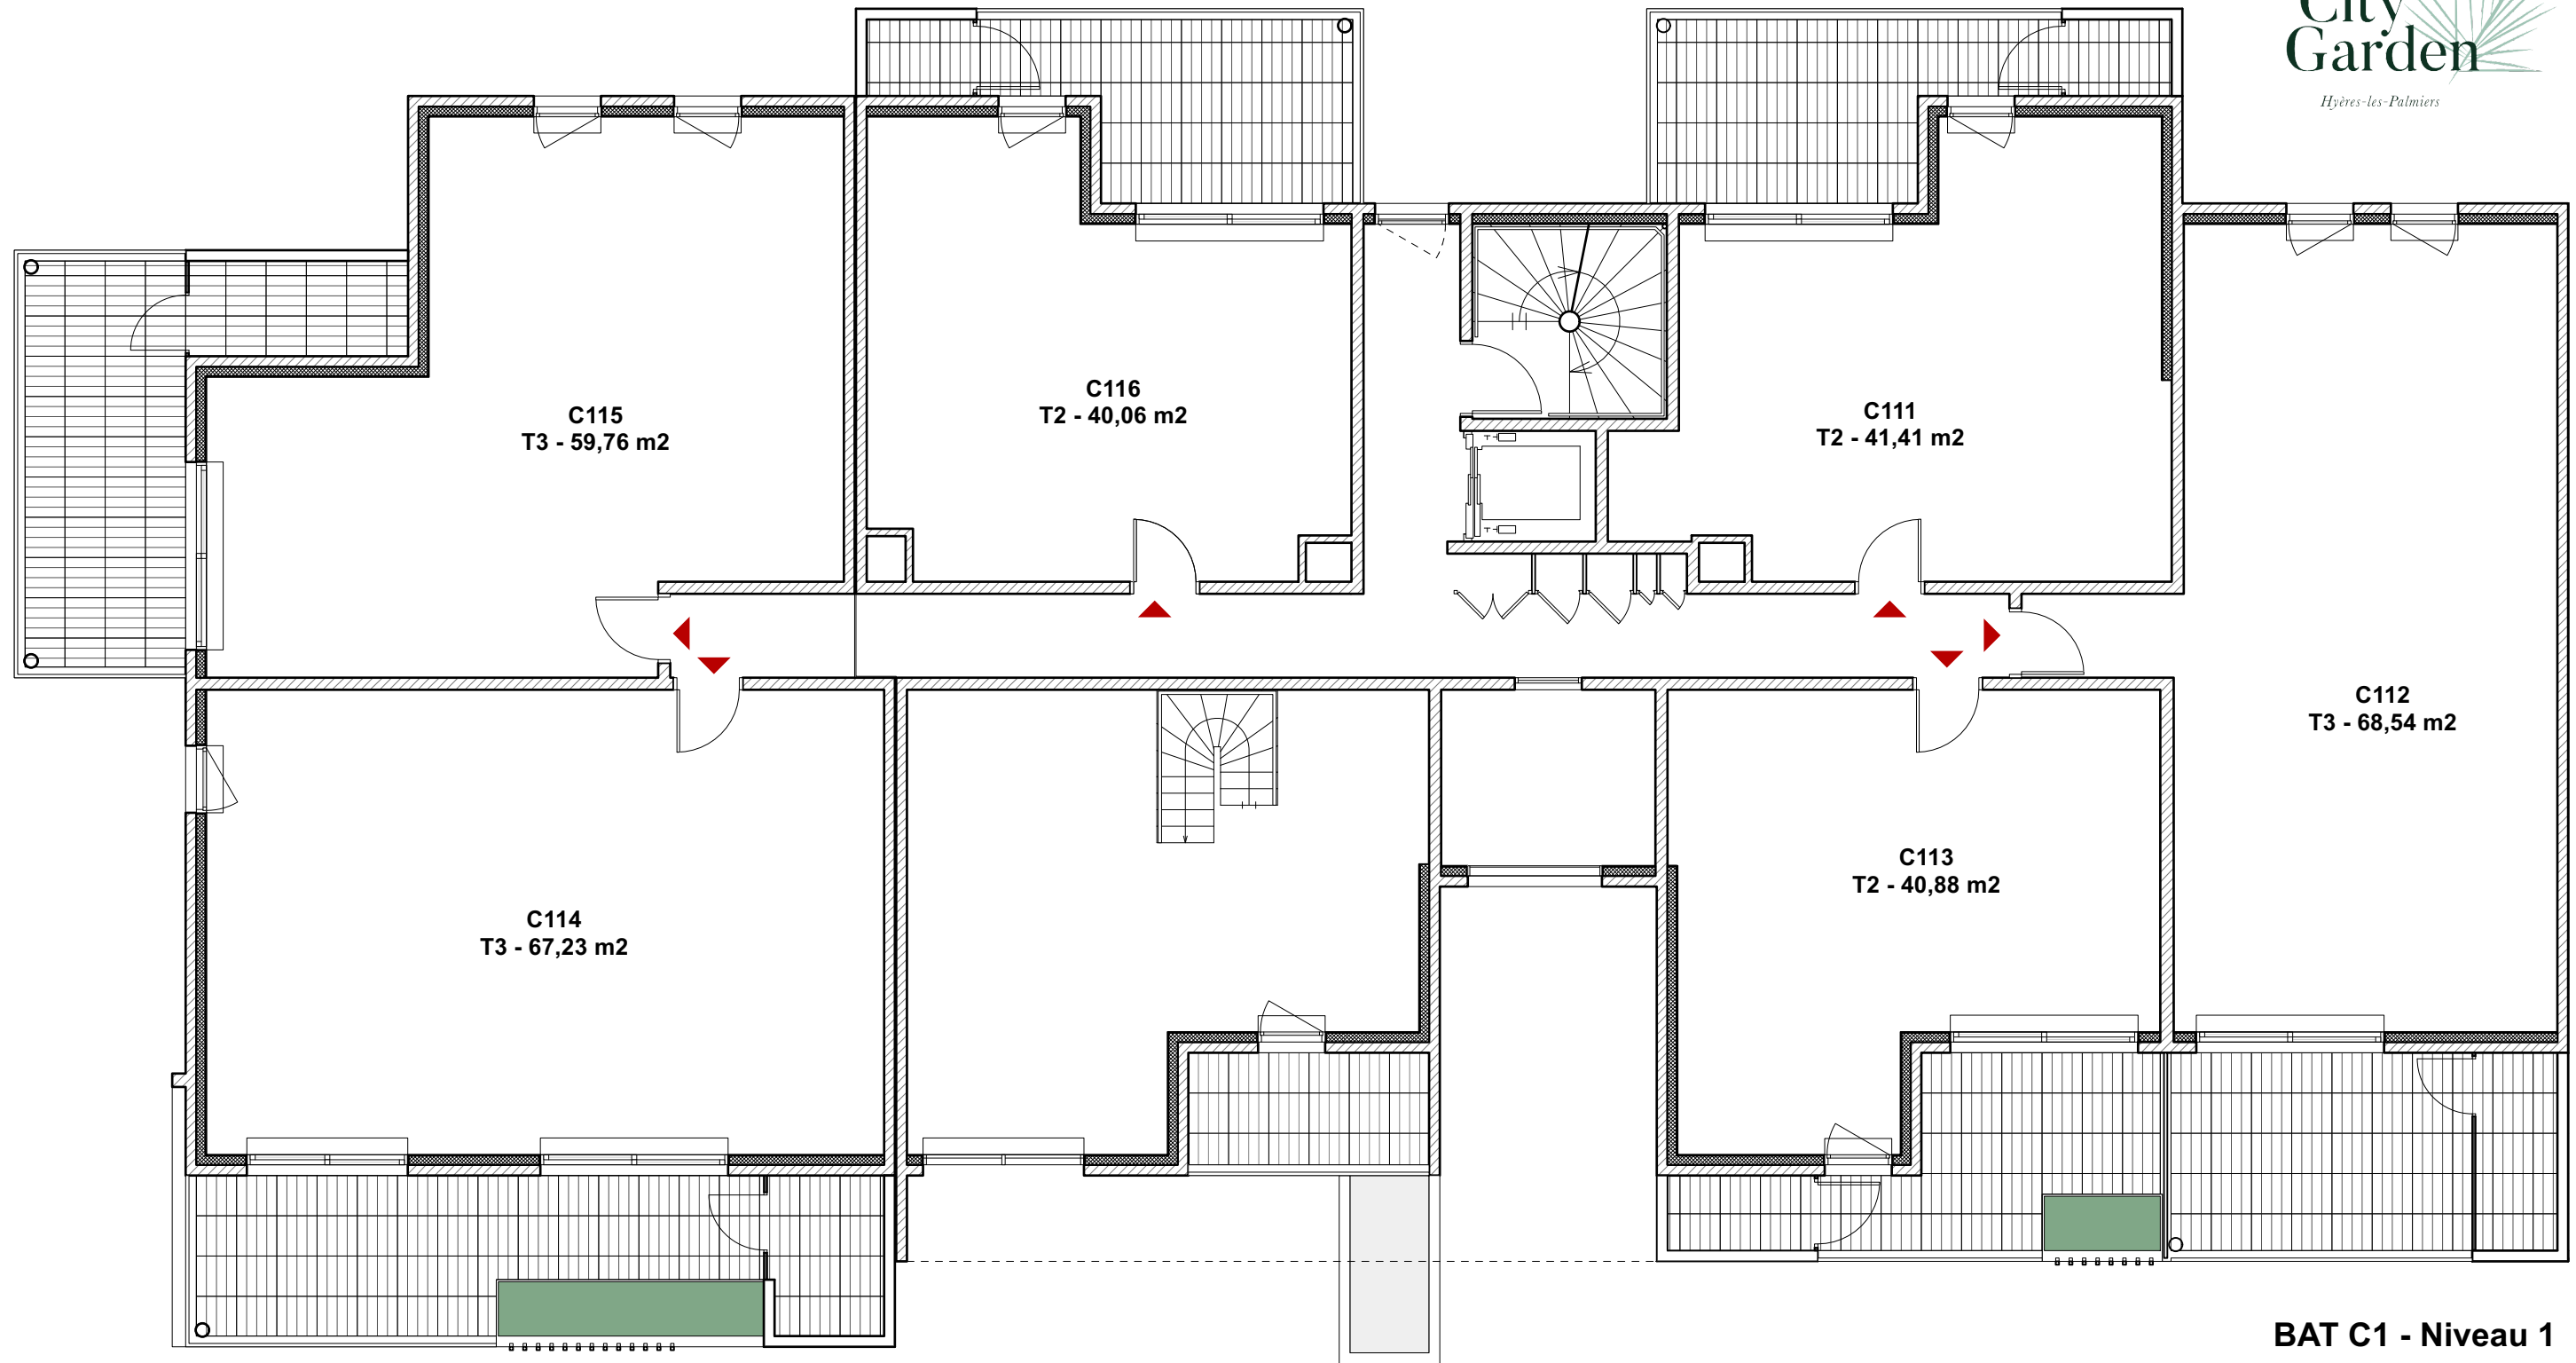 City
Garden
Hyères-les-Palmiers
C115
T3 - 59,76 m2
C116
T2 - 40,06 m2
C111
T2 - 41,41 m2
C112
T3 - 68,54 m2
C113
T2 - 40,88 m2
C114
T3 - 67,23 m2
BAT C1 - Niveau 1